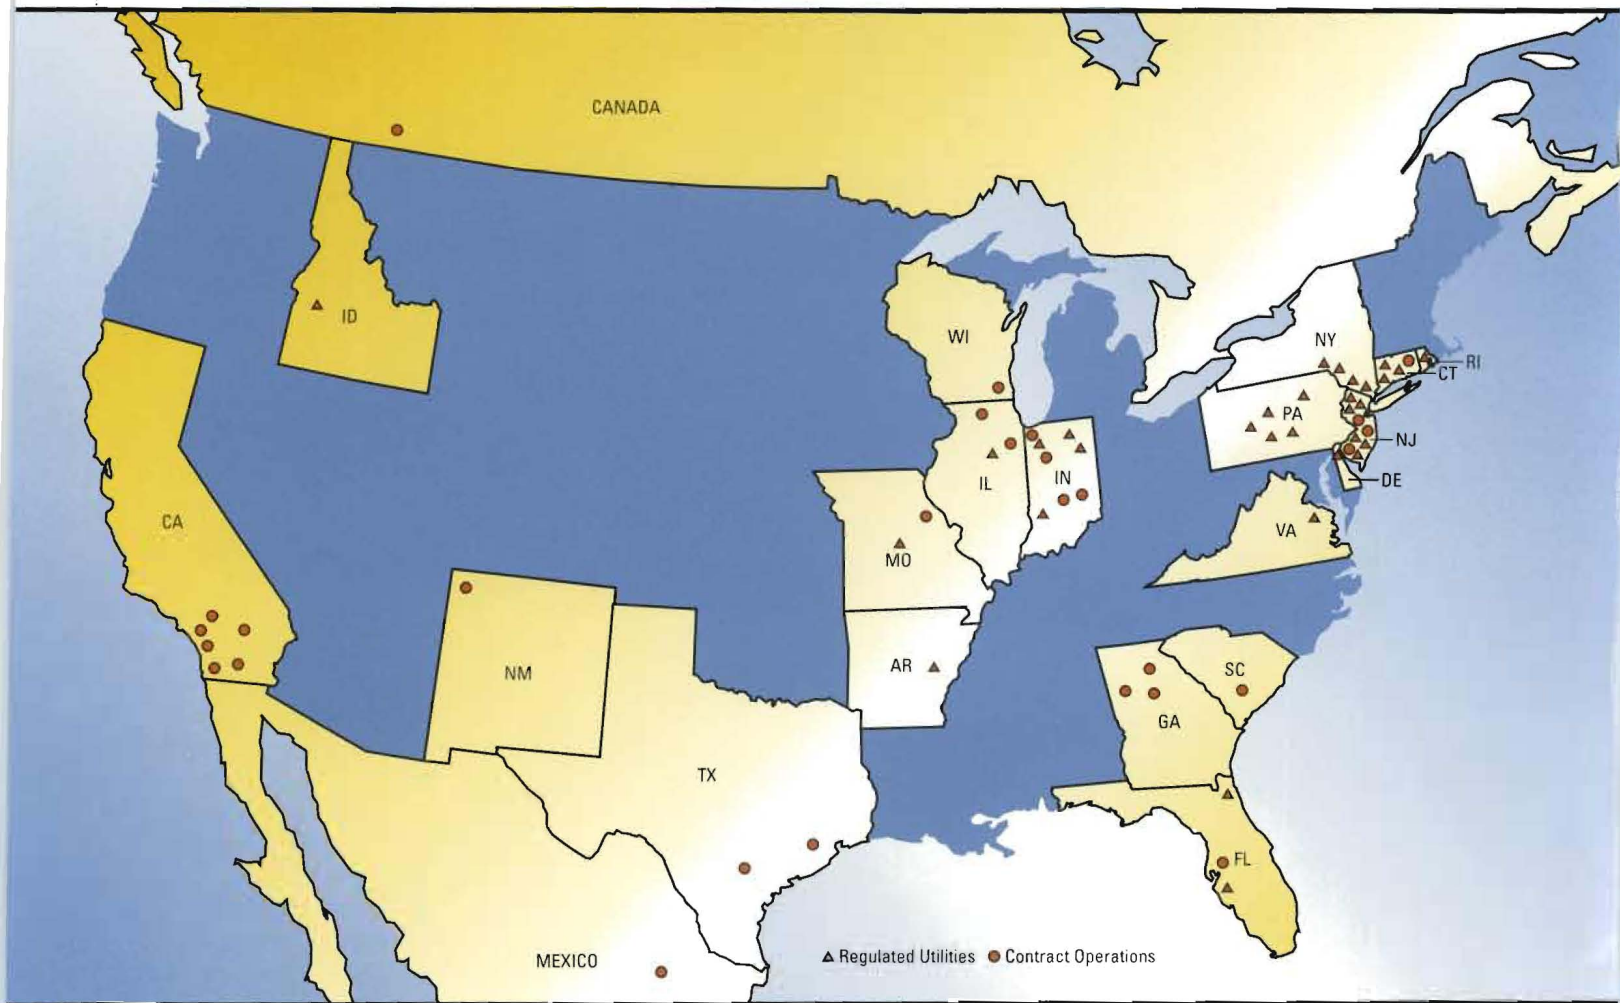 CANADA
ID
WI
NY
RI
CT
PA
NJ
DE
IL
IN
CA
VA
MO
AR
NM
SC
GA
TX
FL
MEXICO
Regulated Utilities Contract Operations